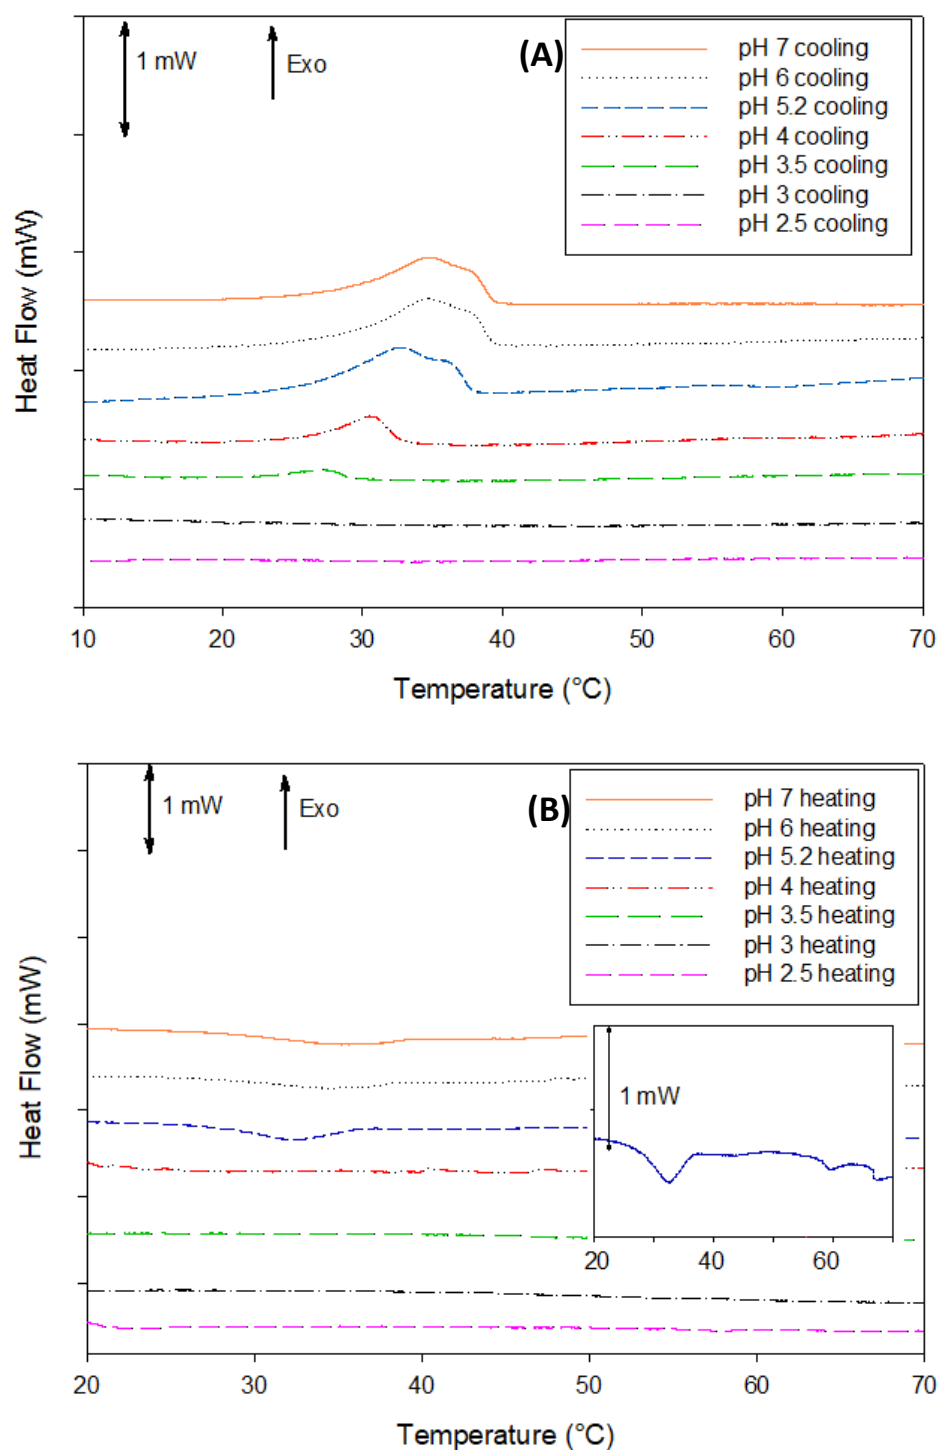 1 mW
Exo
(A)
pH 7 cooling
pH 6 cooling
pH 5.2 cooling
pH 4 cooling
pH 3.5 cooling
pH 3 cooling
pH 2.5 cooling
Heat Flow (mW)
10 20 30 40 50 60 70
Temperature (°C)
1 mW
Exo
(B)
pH 7 heating
pH 6 heating
pH 5.2 heating
pH 4 heating
pH 3.5 heating
pH 3 heating
pH 2.5 heating
Heat Flow (mW)
1 mW
20 40 60
20 30 40 50 60 70
Temperature (°C)